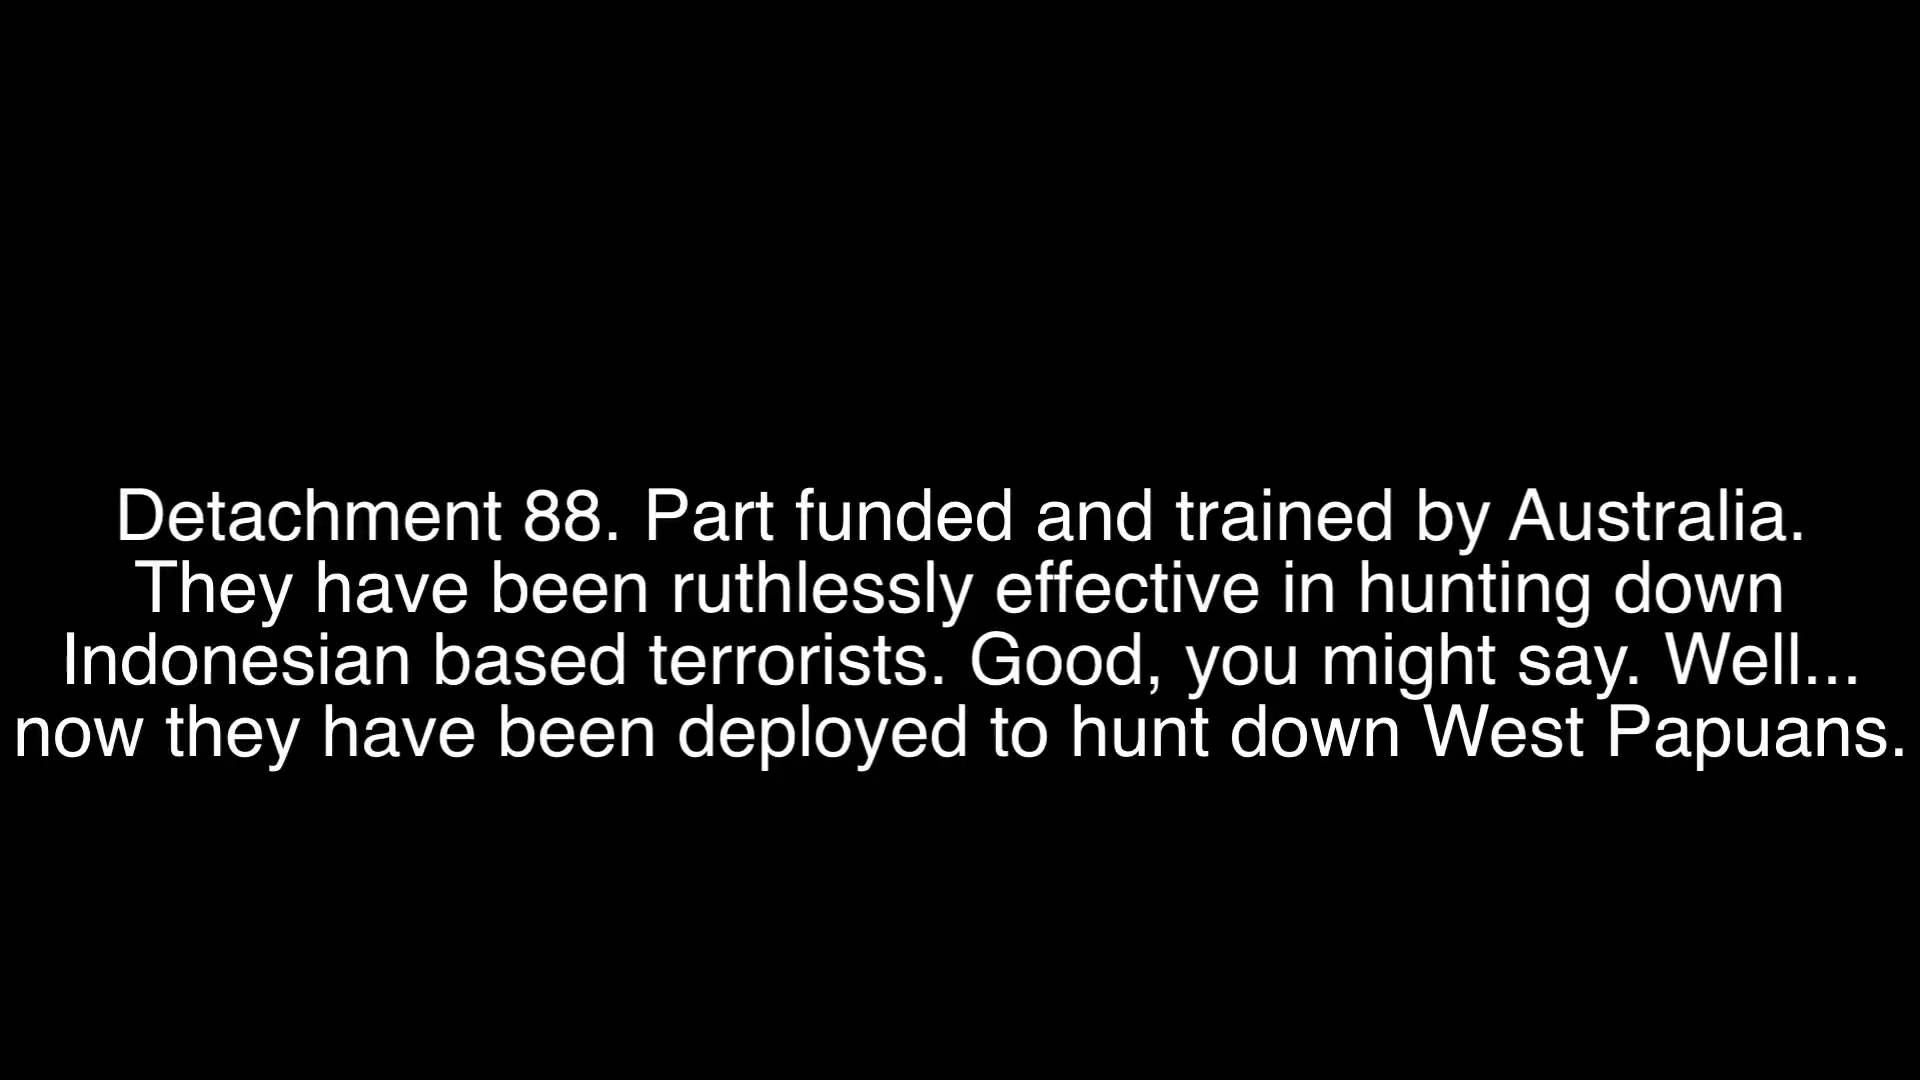 Detachment 88. Part funded and trained by Australia.
They have been ruthlessly effective in hunting down
Indonesian based terrorists. Good, you might say. Well...
now they have been deployed to hunt down West Papuans.